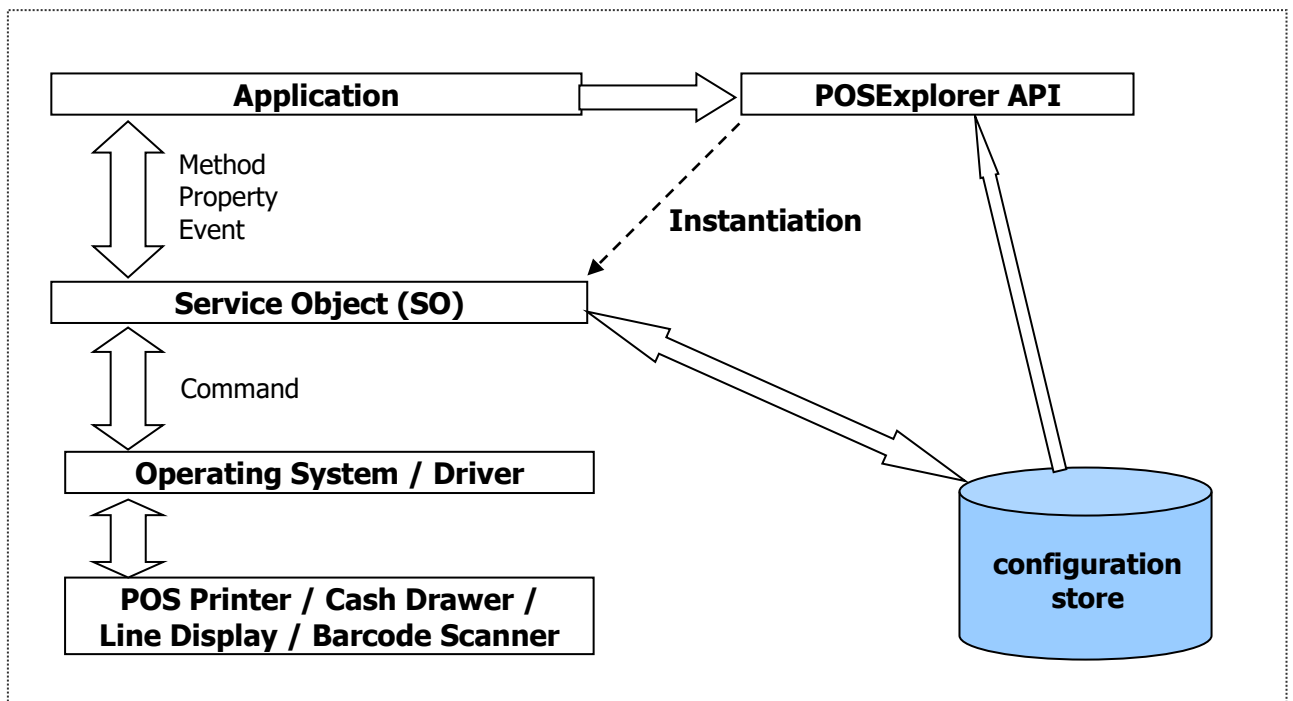 Application
POSExplorer API
Method
Property
Event
Instantiation
Service Object (SO)
Command
Operating System / Driver
configuration
store
POS Printer / Cash Drawer /
Line Display / Barcode Scanner